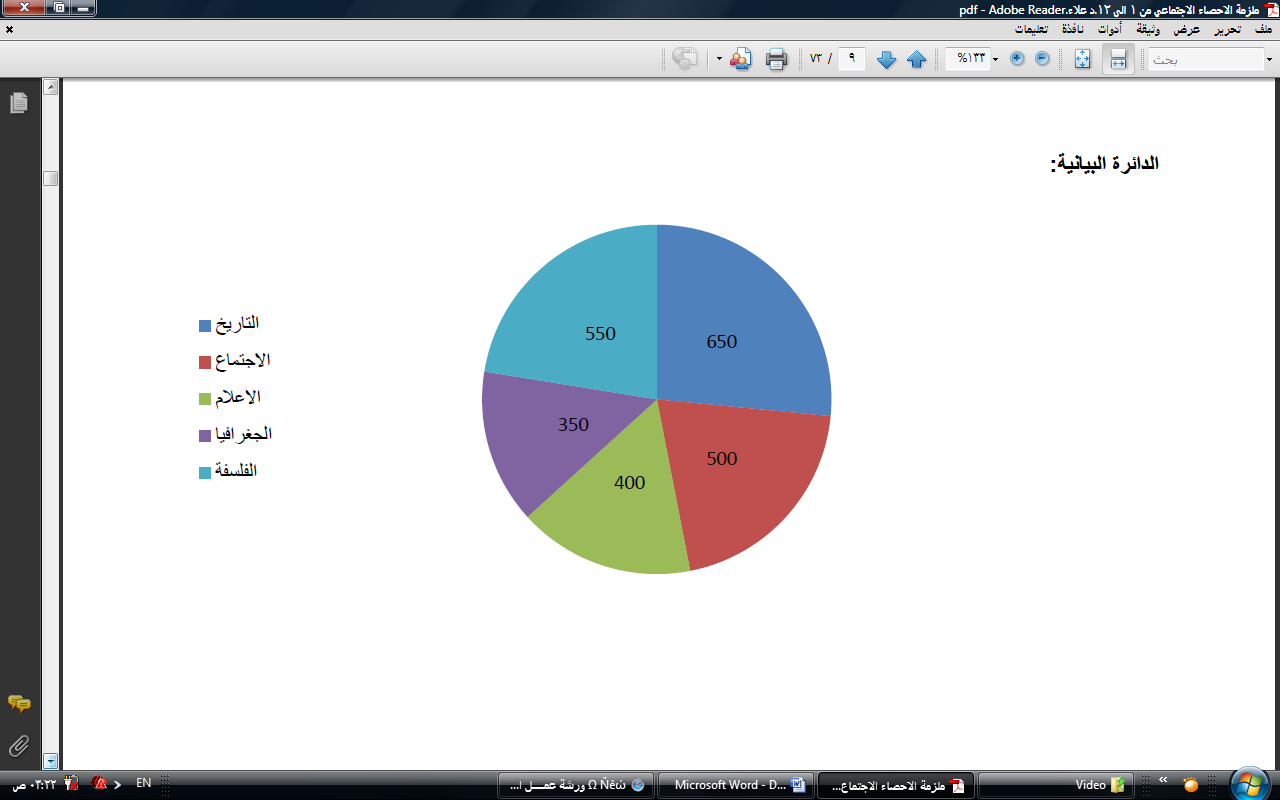 ملزمة الاحصاء الاجتماعي من ١ الى ١٢.د علاء.pdf - Adobe Reader
ملف تحرير عرض وثيقة أدوات نافذة تعليمات
بحث
%١٣٣
٩ / ٧٣
الدائرة البيانية:
650
500
400
350
550
التاريخ
الاجتماع
الاعلام
الجغرافيا
الفلسفة
Video
ملزمة الاحصاء الاجتماع...
Microsoft Word - D...
ورشة عمـــل ا...
EN
٠٣:٢٢ ص